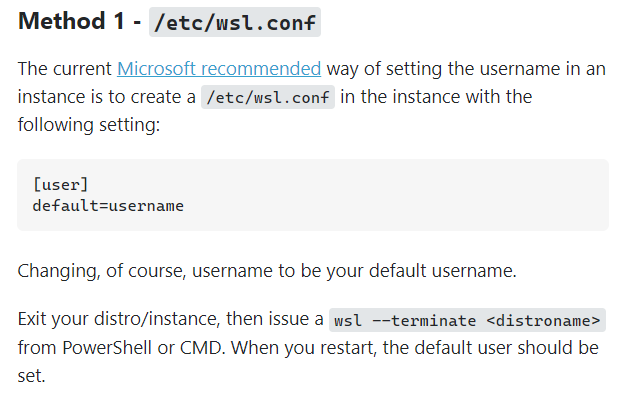 Method 1 - /etc/wsl.conf
The current Microsoft recommended way of setting the username in an
instance is to create a /etc/wsl.conf in the instance with the
following setting:
[user]
default=username
Changing, of course, username to be your default username.
Exit your distro/instance, then issue a wsl --terminate <distroname>
from PowerShell or CMD. When you restart, the default user should be
set.